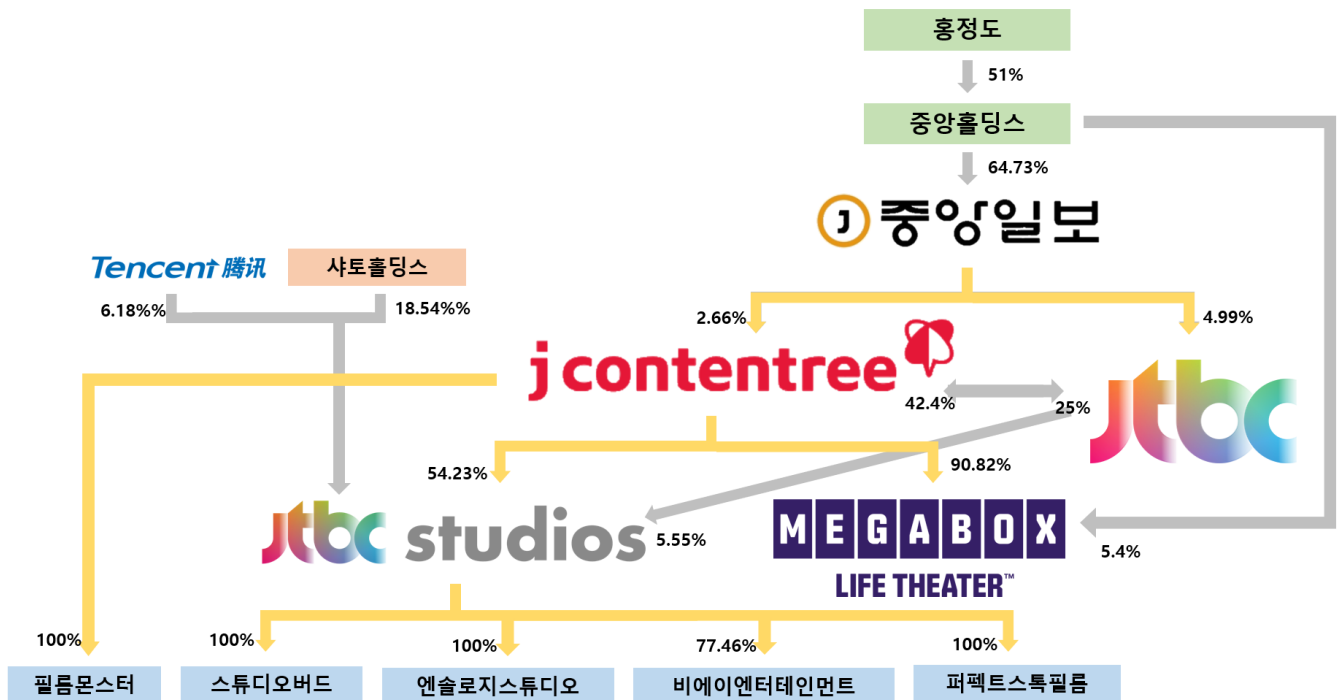 홍정도
51%
중앙홀딩스
64.73%
J 중앙일보
Tencent 腾讯
샤토홀딩스
6.18%%
18.54%%
2.66%
4.99%
j contentree
42.4%
25%
jtbc
54.23%
90.82%
jtbc studios
5.55%
MEGABOX
LIFE THEATER™
5.4%
100%
100%
100%
77.46%
100%
필름몬스터
스튜디오버드
엔솔로지스튜디오
비에이엔터테인먼트
퍼펙트스톡필름